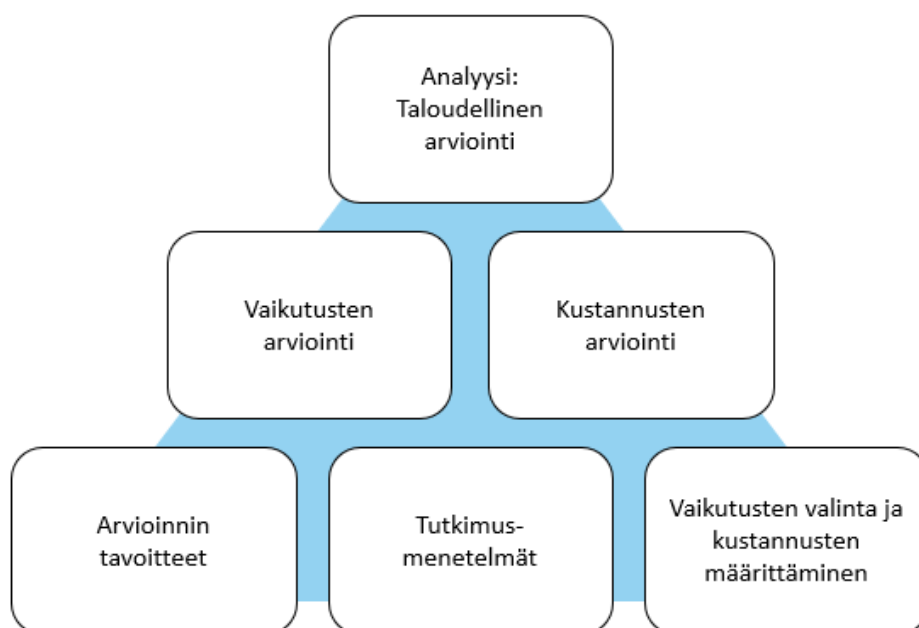 Analyysi:
Taloudellinen
arviointi
Vaikutusten
arviointi
Kustannusten
arviointi
Arvioinnin
tavoitteet
Tutkimus-
menetelmät
Vaikutusten valinta ja
kustannusten
määrittäminen